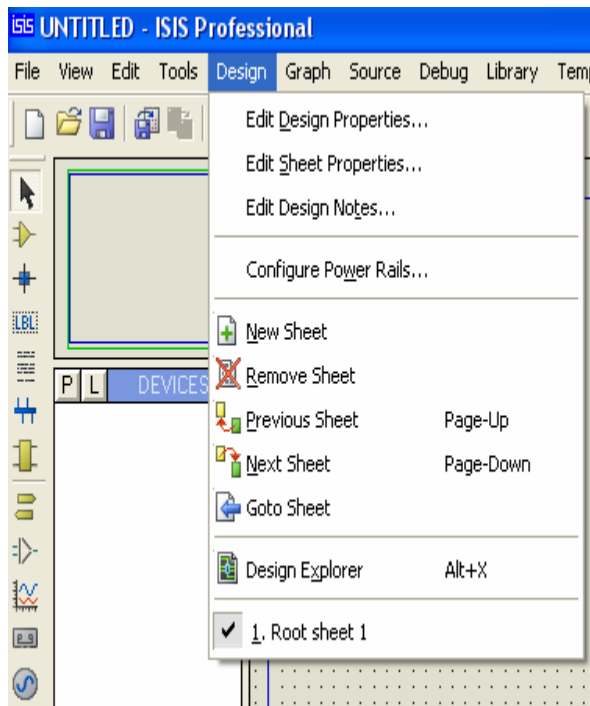 isis UNTITLED - ISIS Professional
File View Edit Tools Design Graph Source Debug Library Temp
Edit Design Properties...
Edit Sheet Properties...
Edit Design Notes...
Configure Power Rails...
New Sheet
Remove Sheet
Previous Sheet Page-Up
Next Sheet Page-Down
Goto Sheet
Design Explorer Alt+X
1. Root sheet 1
LBL
P L DEVICES